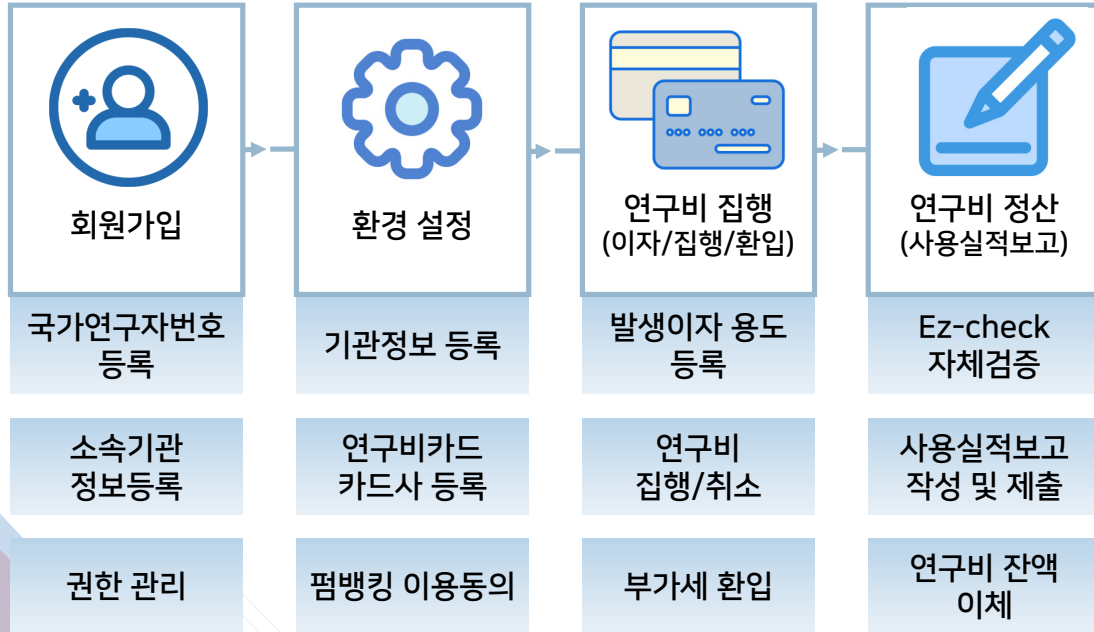 회원가입
환경 설정
연구비 집행
(이자/집행/환입)
연구비 정산
(사용실적보고)
국가연구자번호
등록
기관정보 등록
발생이자 용도
등록
Ez-check
자체검증
소속기관
정보등록
연구비카드
카드사 등록
연구비
집행/취소
사용실적보고
작성 및 제출
권한 관리
펌뱅킹 이용동의
부가세 환입
연구비 잔액
이체